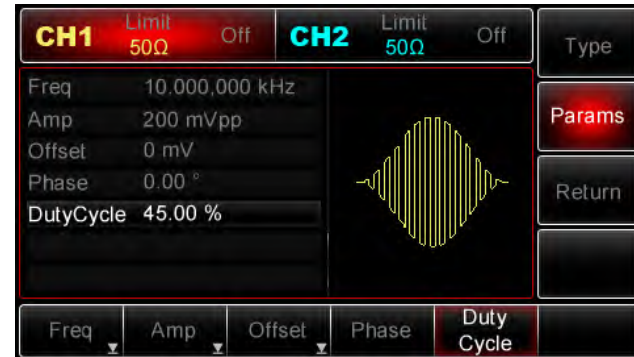 CH1 Limit 50Ω Off CH2 Limit 50Ω Off Type
Freq 10.000,000 kHz
Amp 200 mVpp
Offset 0 mV
Phase 0.00 °
DutyCycle 45.00 %
Params
Return
Freq Amp Offset Phase Duty Cycle